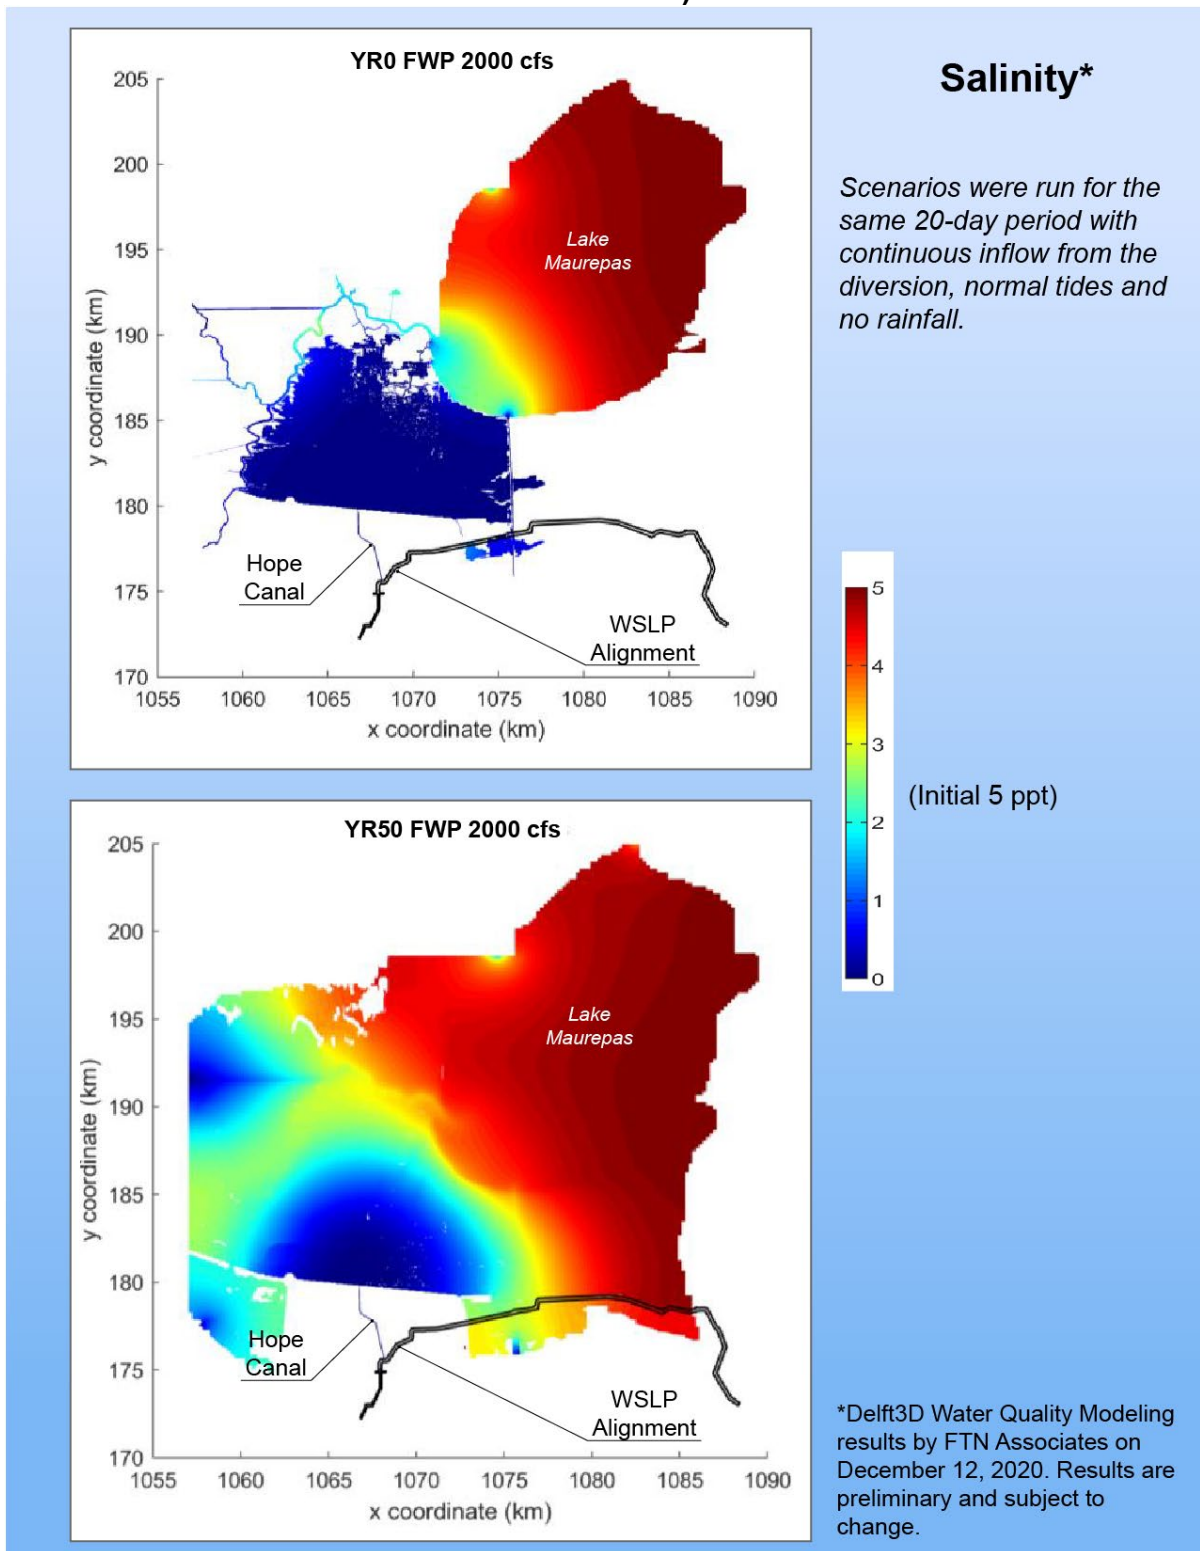 YR0 FWP 2000 cfs
Salinity*
Scenarios were run for the
same 20-day period with
continuous inflow from the
diversion, normal tides and
no rainfall.
205
200
195
190
185
180
175
170
y coordinate (km)
Lake
Maurepas
Hope
Canal
WSLP
Alignment
1055 1060 1065 1070 1075 1080 1085 1090
x coordinate (km)
5
4
3
2
1
0
(Initial 5 ppt)
YR50 FWP 2000 cfs
205
200
195
190
185
180
175
170
y coordinate (km)
Lake
Maurepas
Hope
Canal
WSLP
Alignment
1055 1060 1065 1070 1075 1080 1085 1090
x coordinate (km)
*Delft3D Water Quality Modeling
results by FTN Associates on
December 12, 2020. Results are
preliminary and subject to
change.